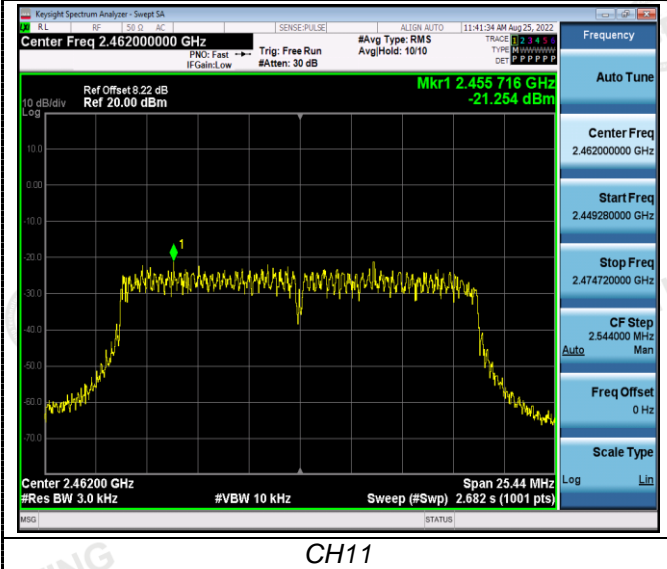 Keysight Spectrum Analyzer - Swept SA
RL RF 50 Ω AC SENSE:PULSE ALIGN AUTO 11:41:34 AM Aug 25, 2022
Center Freq 2.462000000 GHz
PNO: Fast
IFGain:Low
Trig: Free Run
#Atten: 30 dB
#Avg Type: RMS
Avg|Hold: 10/10
TRACE 1 2 3 4 5 6
TYPE M W W W W W
DET P P P P P P
Ref Offset 8.22 dB
10 dB/div Ref 20.00 dBm
Log
Mkr1 2.455 716 GHz
-21.254 dBm
10.0
0.00
-10.0
-20.0
-30.0
-40.0
-50.0
-60.0
-70.0
1
Center 2.46200 GHz
Span 25.44 MHz
#Res BW 3.0 kHz
#VBW 10 kHz
Sweep (#Swp) 2.682 s (1001 pts)
MSG
STATUS
Frequency
Auto Tune
Center Freq
2.462000000 GHz
Start Freq
2.449280000 GHz
Stop Freq
2.474720000 GHz
CF Step
2.544000 MHz
Auto Man
Freq Offset
0 Hz
Scale Type
Log Lin
CH11